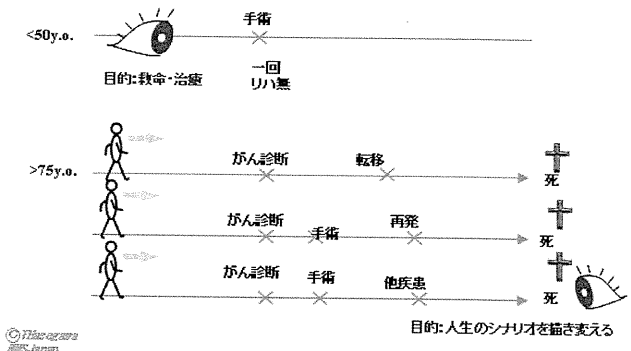 手術
<50y.o.
一回
目的:救命・治癒
リハ無
がん診断 転移
>75y.o.
死
がん診断 手術 再発
死
がん診断 手術 他疾患
死
目的:人生のシナリオを描き変える